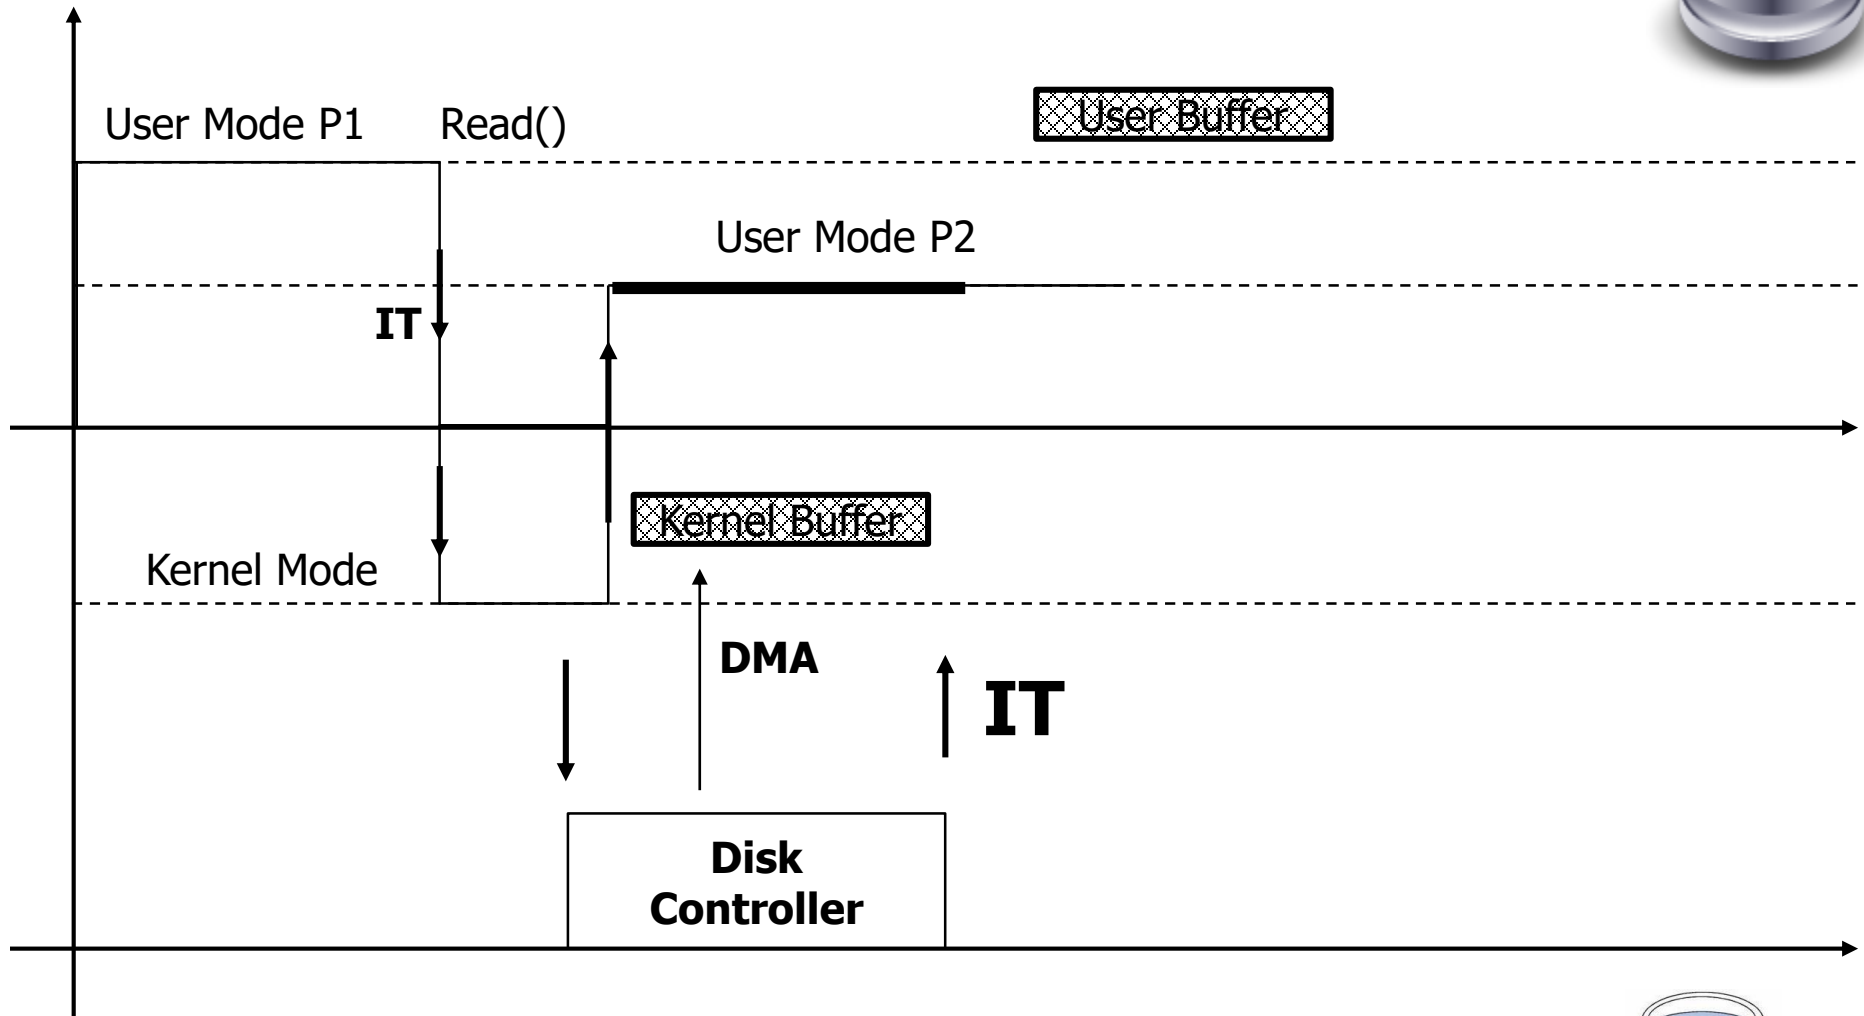 User Mode P1 Read()
User Buffer
User Mode P2
IT
Kernel Buffer
Kernel Mode
DMA
IT
Disk
Controller